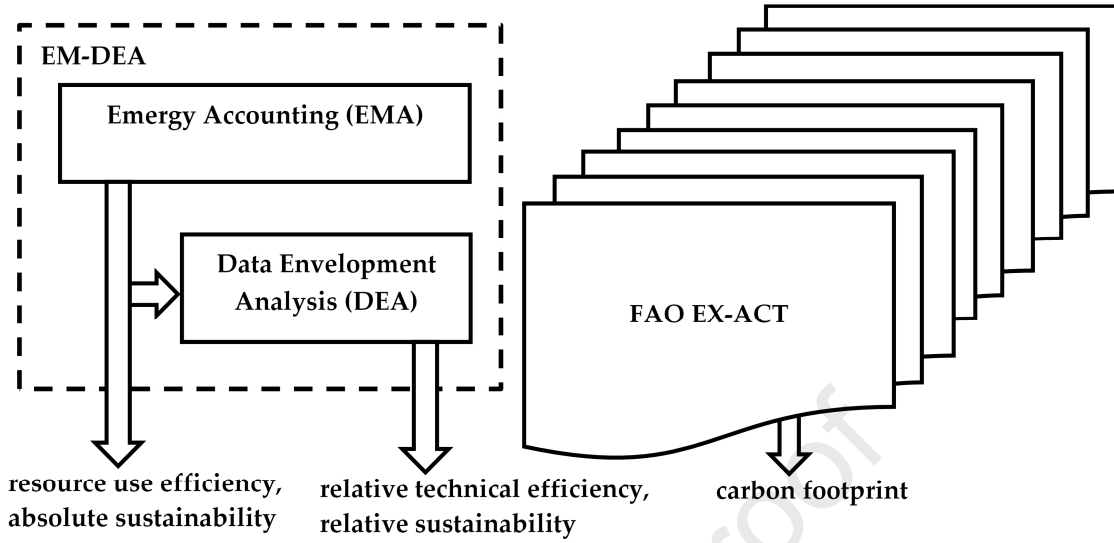 EM-DEA
Emergy Accounting (EMA)
Data Envelopment
Analysis (DEA)
FAO EX-ACT
resource use efficiency,
absolute sustainability
relative technical efficiency,
relative sustainability
carbon footprint